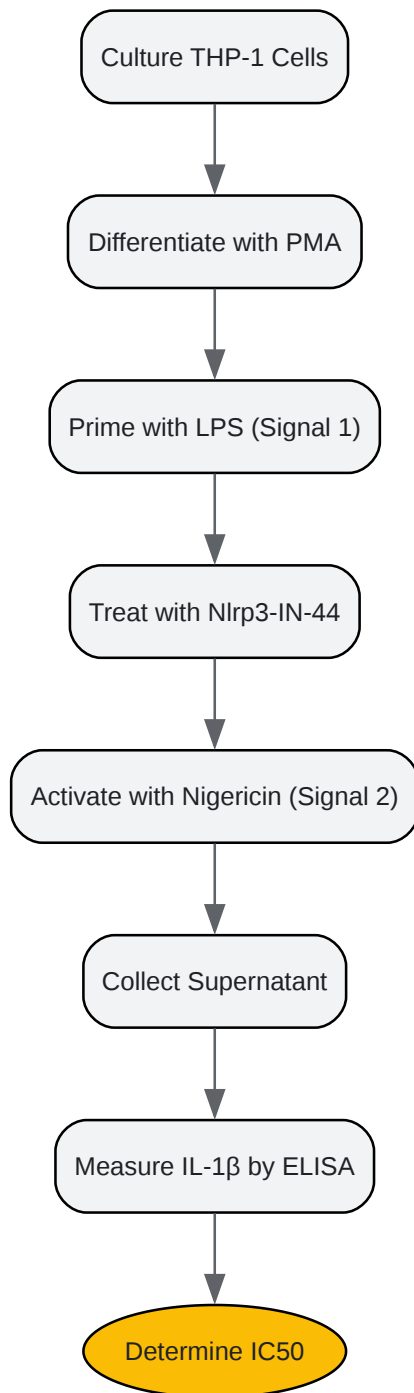 Culture THP-1 Cells
Differentiate with PMA
Prime with LPS (Signal 1)
Treat with Nlrp3-IN-44
Activate with Nigericin (Signal 2)
Collect Supernatant
Measure IL-1β by ELISA
Determine IC50